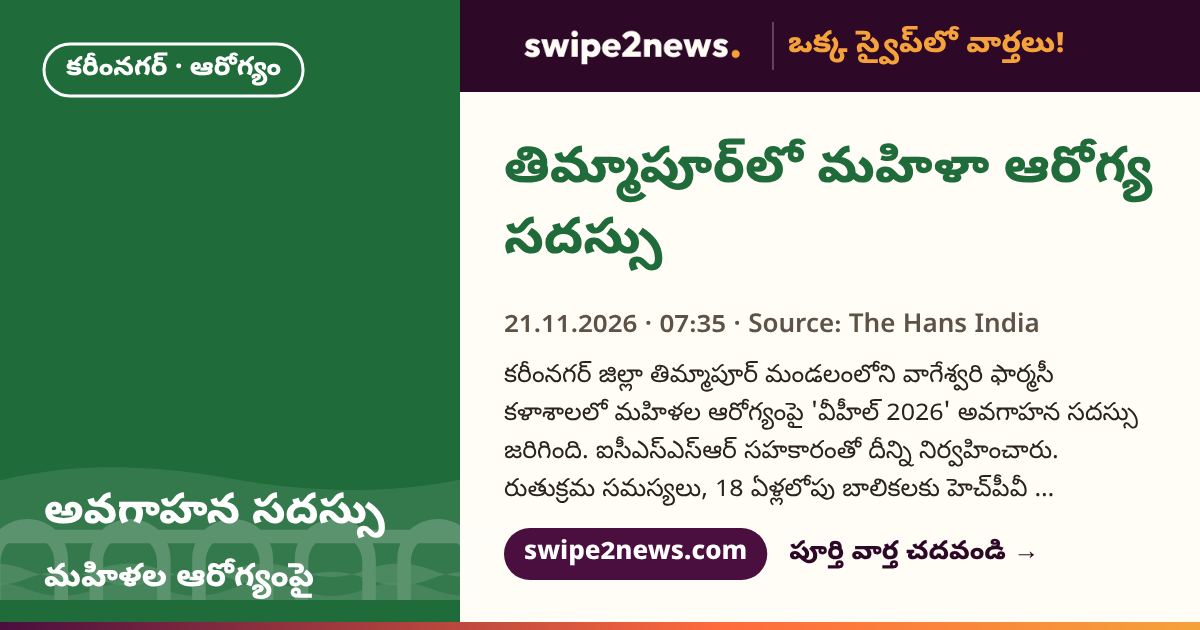 కరీంనగర్ · ఆరోగ్యం
అవగాహన సదస్సు
మహిళల ఆరోగ్యంపై
swipe2news.
ఒక్క స్వైప్‌లో వార్తలు!
తిమ్మాపూర్‌లో మహిళా ఆరోగ్య
సదస్సు
21.11.2026 · 07:35 · Source: The Hans India
కరీంనగర్ జిల్లా తిమ్మాపూర్ మండలంలోని వాగేశ్వరి ఫార్మసీ
కళాశాలలో మహిళల ఆరోగ్యంపై 'వీహీల్ 2026' అవగాహన సదస్సు
జరిగింది. ఐసీఎస్ఎస్ఆర్ సహకారంతో దీన్ని నిర్వహించారు.
రుతుక్రమ సమస్యలు, 18 ఏళ్లలోపు బాలికలకు హెచ్‌పీవీ ...
swipe2news.com
పూర్తి వార్త చదవండి →